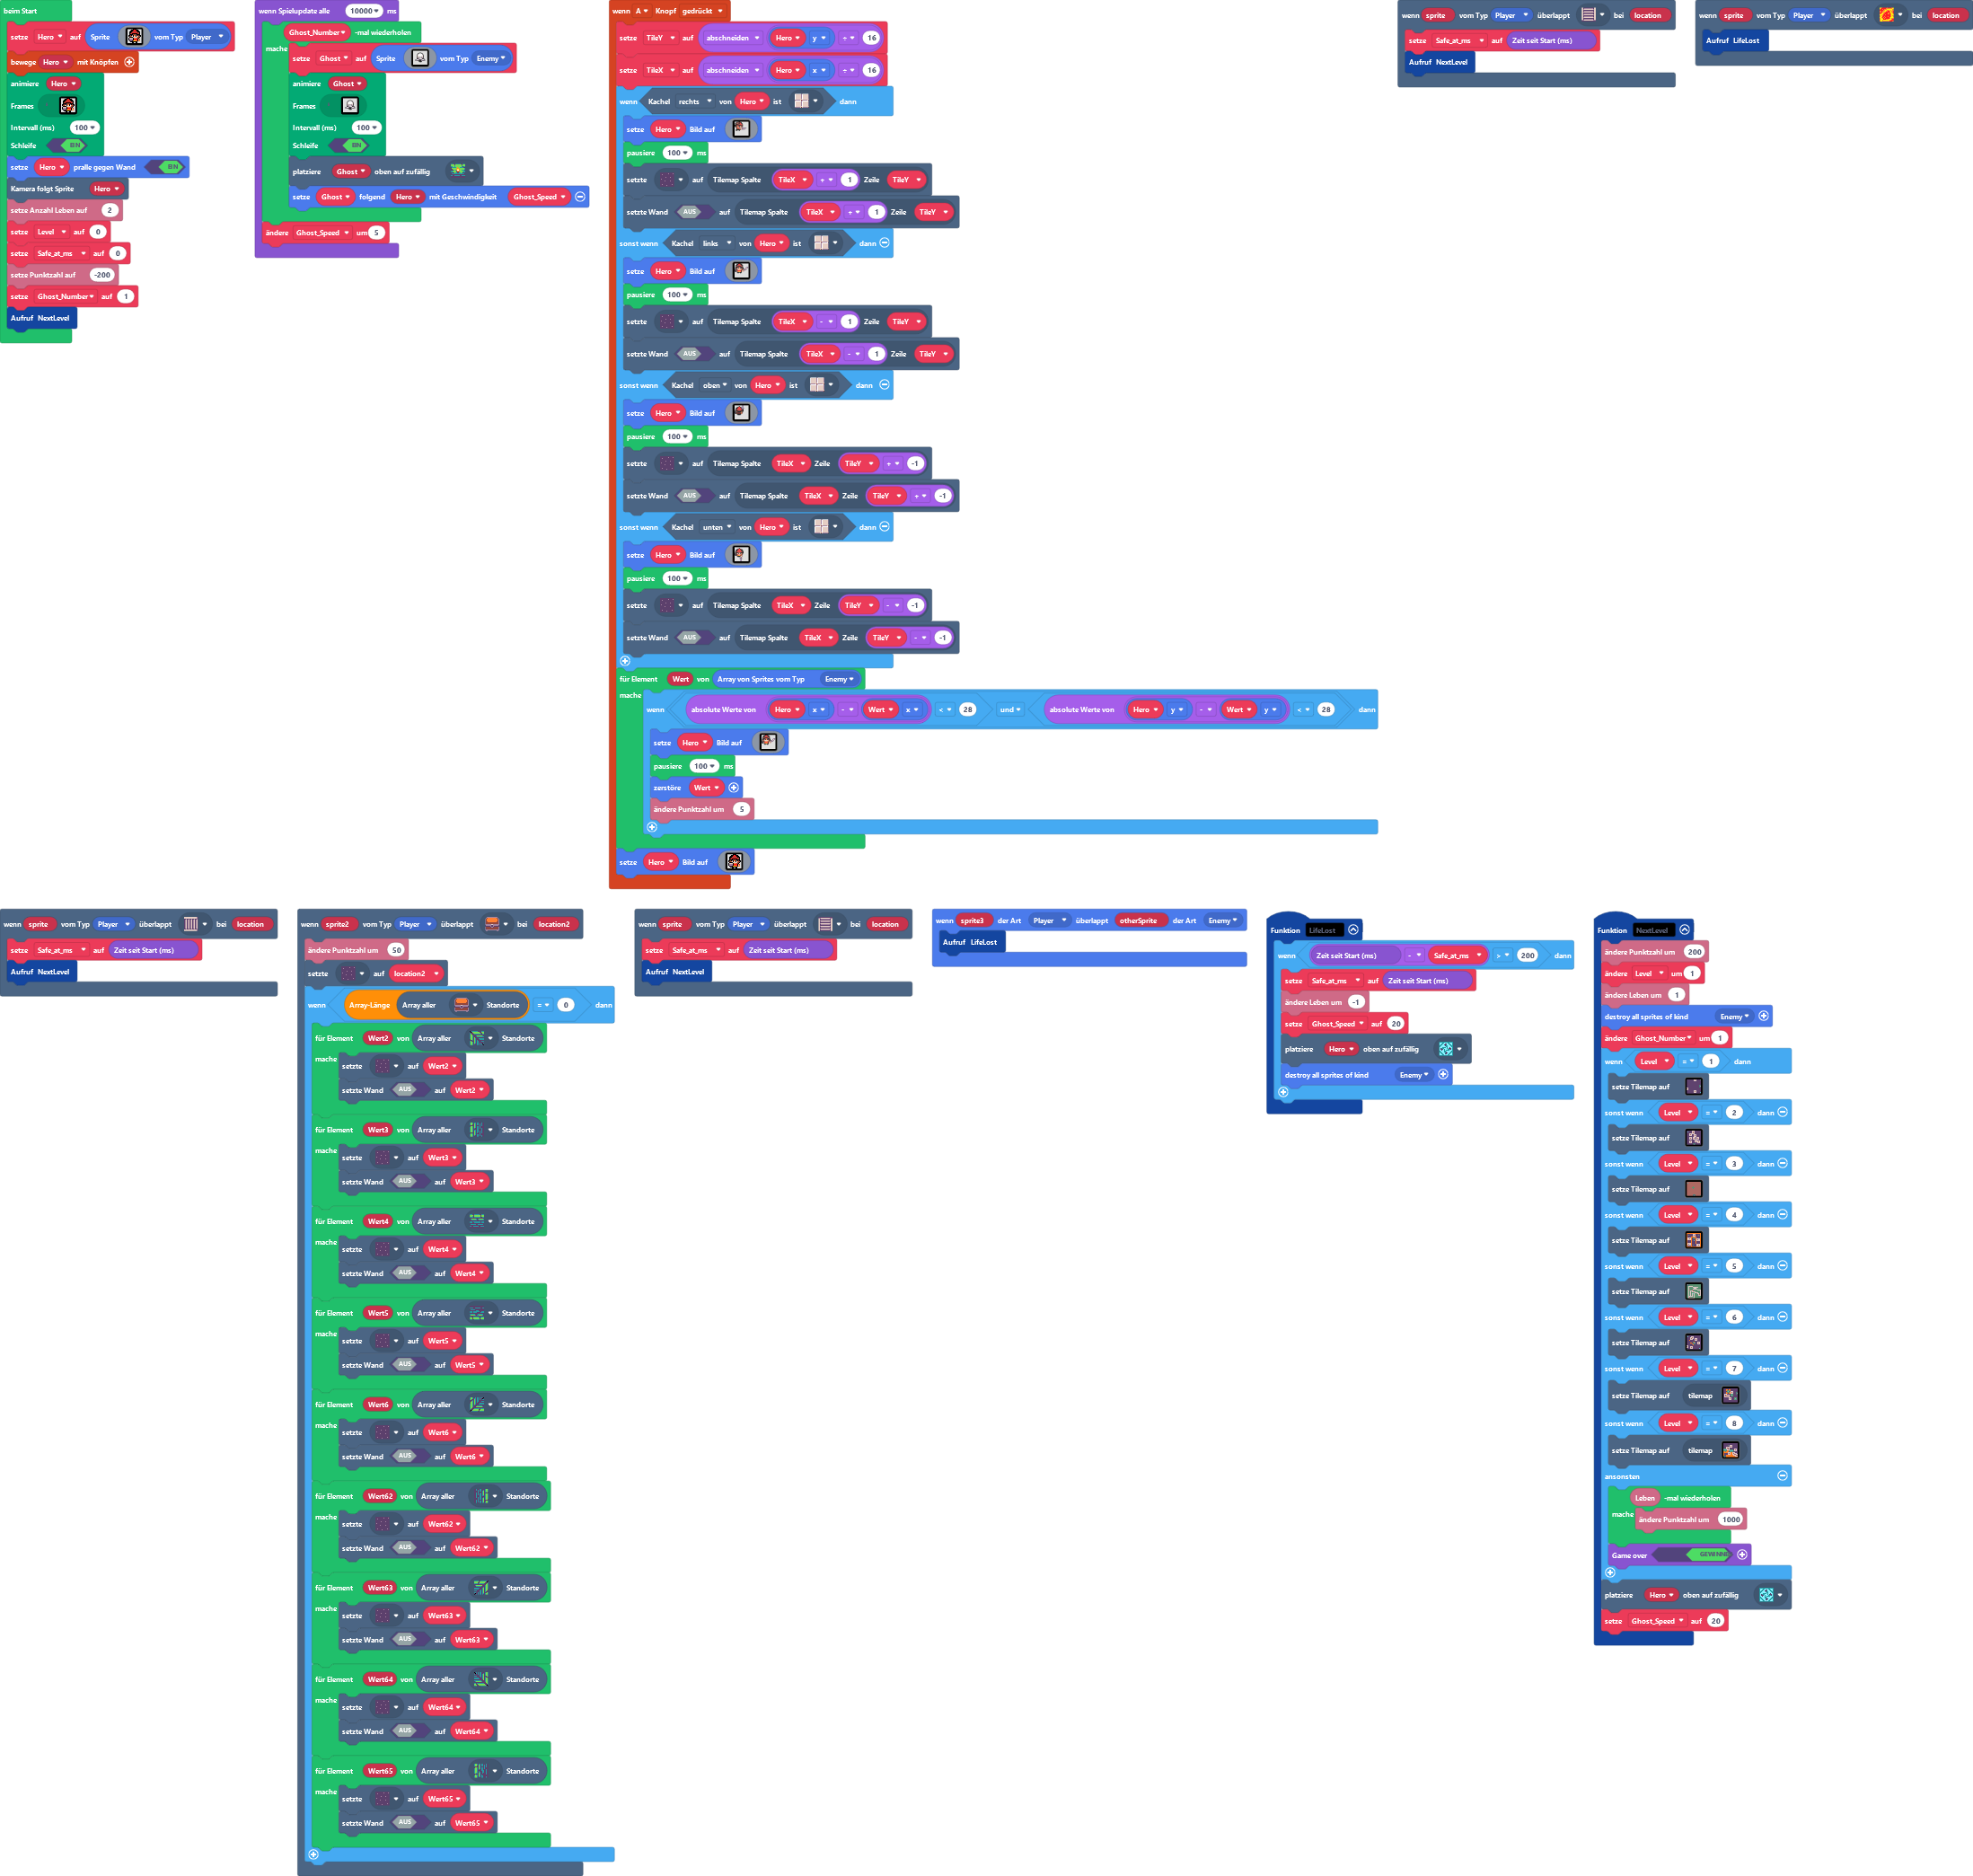 beim Start
setze Hero auf Sprite vom Typ Player
bewege Hero mit Knöpfen
animiere Hero
Frames
Intervall (ms) 100
Schleife EIN
setze Hero pralle gegen Wand EIN
Kamera folgt Sprite Hero
setze Anzahl Leben auf 2
setze Level auf 0
setze Safe_at_ms auf 0
setze Punktzahl auf -200
setze Ghost_Number auf 1
Aufruf NextLevel
wenn Spielupdate alle 10000 ms
Ghost_Number -mal wiederholen
mache
setze Ghost auf Sprite vom Typ Enemy
animiere Ghost
Frames
Intervall (ms) 100
Schleife EIN
platziere Ghost oben auf zufällig
setze Ghost folgend Hero mit Geschwindigkeit Ghost_Speed
ändere Ghost_Speed um 5
wenn A Knopf gedrückt
setze TileY auf abschneiden Hero y ÷ 16
setze TileX auf abschneiden Hero x ÷ 16
wenn Kachel rechts von Hero ist dann
setze Hero Bild auf
pausiere 100 ms
setzte auf Tilemap Spalte TileX + 1 Zeile TileY
setzte Wand AUS auf Tilemap Spalte TileX + 1 Zeile TileY
sonst wenn Kachel links von Hero ist dann
setze Hero Bild auf
pausiere 100 ms
setzte auf Tilemap Spalte TileX - 1 Zeile TileY
setzte Wand AUS auf Tilemap Spalte TileX - 1 Zeile TileY
sonst wenn Kachel oben von Hero ist dann
setze Hero Bild auf
pausiere 100 ms
setzte auf Tilemap Spalte TileX Zeile TileY + -1
setzte Wand AUS auf Tilemap Spalte TileX Zeile TileY + -1
sonst wenn Kachel unten von Hero ist dann
setze Hero Bild auf
pausiere 100 ms
setzte auf Tilemap Spalte TileX Zeile TileY - -1
setzte Wand AUS auf Tilemap Spalte TileX Zeile TileY - -1
für Element Wert von Array von Sprites vom Typ Enemy
mache
wenn absolute Werte von Hero x - Wert x < 28 und absolute Werte von Hero y - Wert y < 28 dann
setze Hero Bild auf
pausiere 100 ms
zerstöre Wert
ändere Punktzahl um 5
setze Hero Bild auf
wenn sprite vom Typ Player überlappt bei location
setze Safe_at_ms auf Zeit seit Start (ms)
Aufruf NextLevel
wenn sprite vom Typ Player überlappt bei location
Aufruf LifeLost
wenn sprite vom Typ Player überlappt bei location
setze Safe_at_ms auf Zeit seit Start (ms)
Aufruf NextLevel
wenn sprite2 vom Typ Player überlappt bei location2
ändere Punktzahl um 50
setzte auf location2
wenn Array-Länge Array aller Standorte = 0 dann
für Element Wert2 von Array aller Standorte
mache
setzte auf Wert2
setzte Wand AUS auf Wert2
für Element Wert3 von Array aller Standorte
mache
setzte auf Wert3
setzte Wand AUS auf Wert3
für Element Wert4 von Array aller Standorte
mache
setzte auf Wert4
setzte Wand AUS auf Wert4
für Element Wert5 von Array aller Standorte
mache
setzte auf Wert5
setzte Wand AUS auf Wert5
für Element Wert6 von Array aller Standorte
mache
setzte auf Wert6
setzte Wand AUS auf Wert6
für Element Wert62 von Array aller Standorte
mache
setzte auf Wert62
setzte Wand AUS auf Wert62
für Element Wert63 von Array aller Standorte
mache
setzte auf Wert63
setzte Wand AUS auf Wert63
für Element Wert64 von Array aller Standorte
mache
setzte auf Wert64
setzte Wand AUS auf Wert64
für Element Wert65 von Array aller Standorte
mache
setzte auf Wert65
setzte Wand AUS auf Wert65
wenn sprite vom Typ Player überlappt bei location
setze Safe_at_ms auf Zeit seit Start (ms)
Aufruf NextLevel
wenn sprite3 der Art Player überlappt otherSprite der Art Enemy
Aufruf LifeLost
Funktion LifeLost
wenn Zeit seit Start (ms) - Safe_at_ms > 200 dann
setze Safe_at_ms auf Zeit seit Start (ms)
ändere Leben um -1
setze Ghost_Speed auf 20
platziere Hero oben auf zufällig
destroy all sprites of kind Enemy
Funktion NextLevel
ändere Punktzahl um 200
ändere Level um 1
ändere Leben um 1
destroy all sprites of kind Enemy
ändere Ghost_Number um 1
wenn Level = 1 dann
setze Tilemap auf
sonst wenn Level = 2 dann
setze Tilemap auf
sonst wenn Level = 3 dann
setze Tilemap auf
sonst wenn Level = 4 dann
setze Tilemap auf
sonst wenn Level = 5 dann
setze Tilemap auf
sonst wenn Level = 6 dann
setze Tilemap auf
sonst wenn Level = 7 dann
setze Tilemap auf tilemap
sonst wenn Level = 8 dann
setze Tilemap auf tilemap
ansonsten
Leben -mal wiederholen
mache
ändere Punktzahl um 1000
Game over GEWINNE
platziere Hero oben auf zufällig
setze Ghost_Speed auf 20